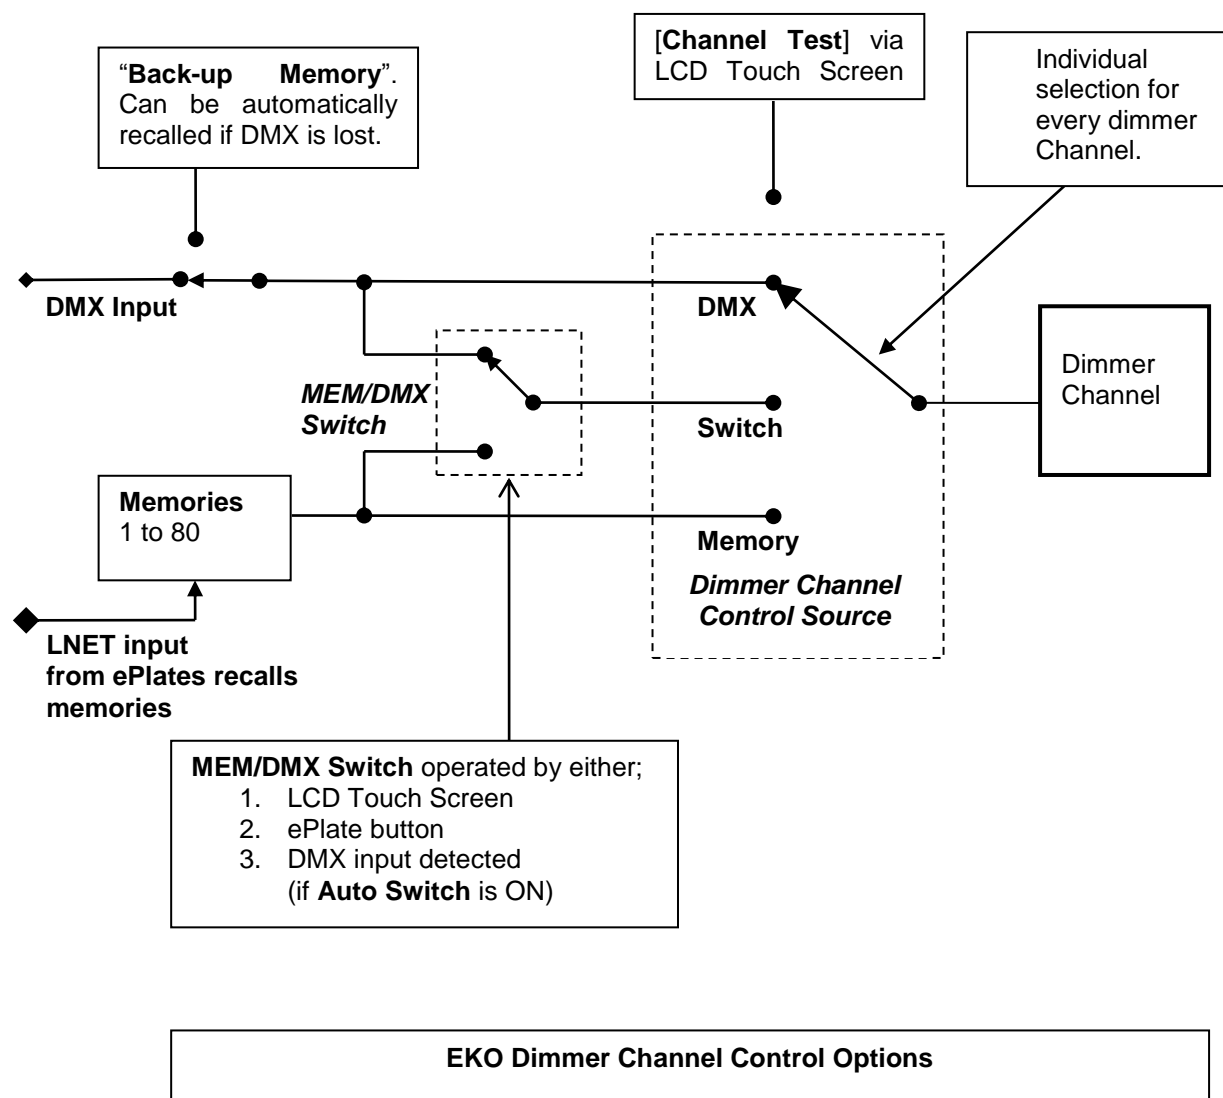 “Back-up Memory”.
Can be automatically
recalled if DMX is lost.
[Channel Test] via
LCD Touch Screen
Individual
selection for
every dimmer
Channel.
DMX Input
DMX
MEM/DMX
Switch
Switch
Dimmer
Channel
Memories
1 to 80
Memory
Dimmer Channel
Control Source
LNET input
from ePlates recalls
memories
MEM/DMX Switch operated by either;
1. LCD Touch Screen
2. ePlate button
3. DMX input detected
(if Auto Switch is ON)
EKO Dimmer Channel Control Options